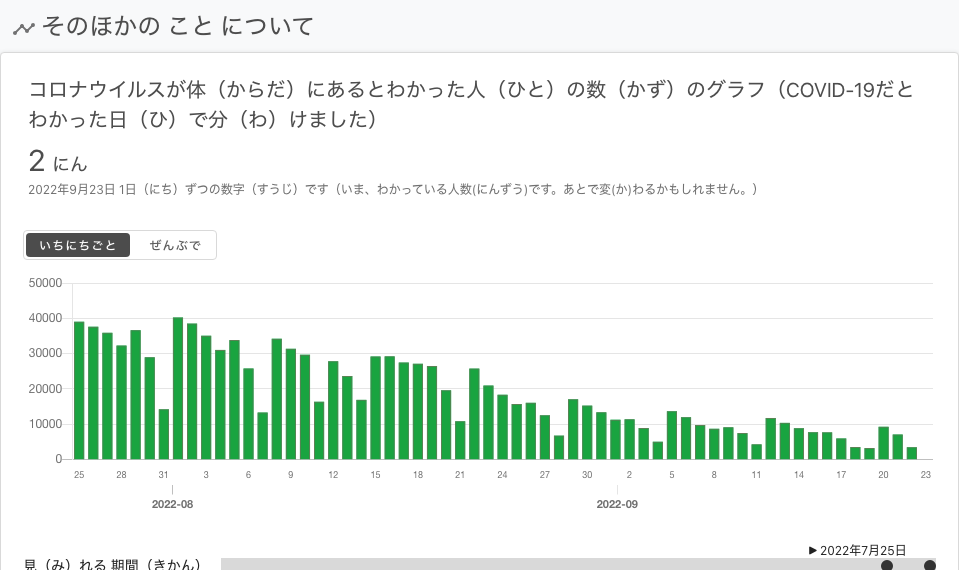 そのほかの こと について
コロナウイルスが体（からだ）にあるとわかった人（ひと）の数（かず）のグラフ（COVID-19だと
わかった日（ひ）で分（わ）けました）
2 にん
2022年9月23日 1日（にち）ずつの数字（すうじ）です（いま、わかっている人数(にんずう)です。あとで変(か)わるかもしれません。）
いちにちごと ぜんぶで
50000
40000
30000
20000
10000
0
25 28 31 3 6 9 12 15 18 21 24 27 30 2 5 8 11 14 17 20 23
2022-08 2022-09
▶ 2022年7月25日
見（み）れる 期間（きかん）